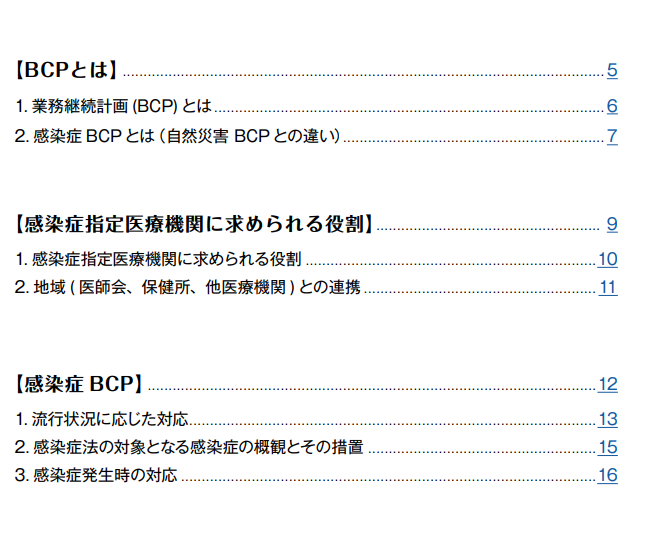 【BCPとは】 5
1. 業務継続計画 (BCP) とは 6
2. 感染症 BCP とは（自然災害 BCP との違い） 7
【感染症指定医療機関に求められる役割】 9
1. 感染症指定医療機関に求められる役割 10
2. 地域 ( 医師会、保健所、他医療機関 ) との連携 11
【感染症 BCP】 12
1. 流行状況に応じた対応 13
2. 感染症法の対象となる感染症の概観とその措置 15
3. 感染症発生時の対応 16